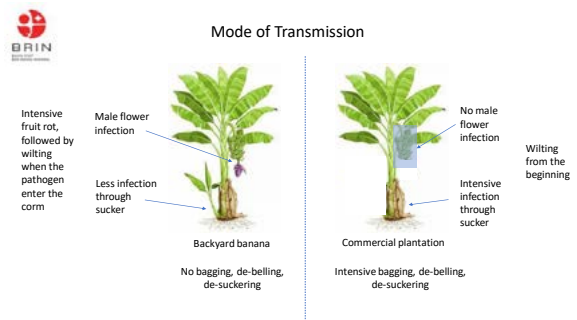 BRIN
Mode of Transmission
Intensive
fruit rot,
followed by
wilting
when the
pathogen
enter the
corm
Male flower
infection
Less infection
through
sucker
Backyard banana
No bagging, de-belling,
de-suckering
No male
flower
infection
Intensive
infection
through
sucker
Wilting
from the
beginning
Commercial plantation
Intensive bagging, de-belling,
de-suckering